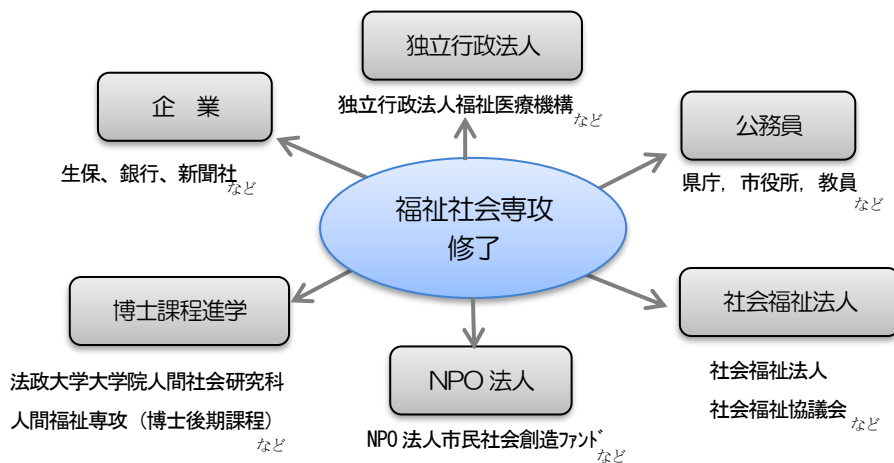 独立行政法人
独立行政法人福祉医療機構
など
企　業
生保、銀行、新聞社
など
公務員
県庁，市役所，教員
など
福祉社会専攻
修了
博士課程進学
法政大学大学院人間社会研究科
人間福祉専攻（博士後期課程）
など
NPO 法人
NPO 法人市民社会創造ﾌｧﾝﾄﾞ
など
社会福祉法人
社会福祉法人
社会福祉協議会
など